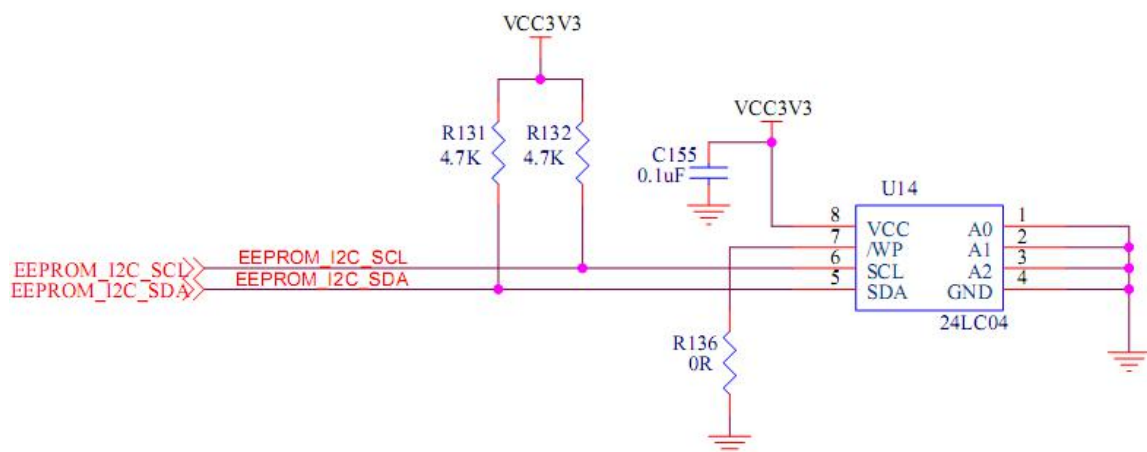 VCC3V3
R131
4.7K
R132
4.7K
VCC3V3
C155
0.1uF
U14
8
7
6
5
VCC
/WP
SCL
SDA
A0
A1
A2
GND
1
2
3
4
24LC04
EEPROM_I2C_SCL
EEPROM_I2C_SCL
EEPROM_I2C_SDA
EEPROM_I2C_SDA
R136
0R